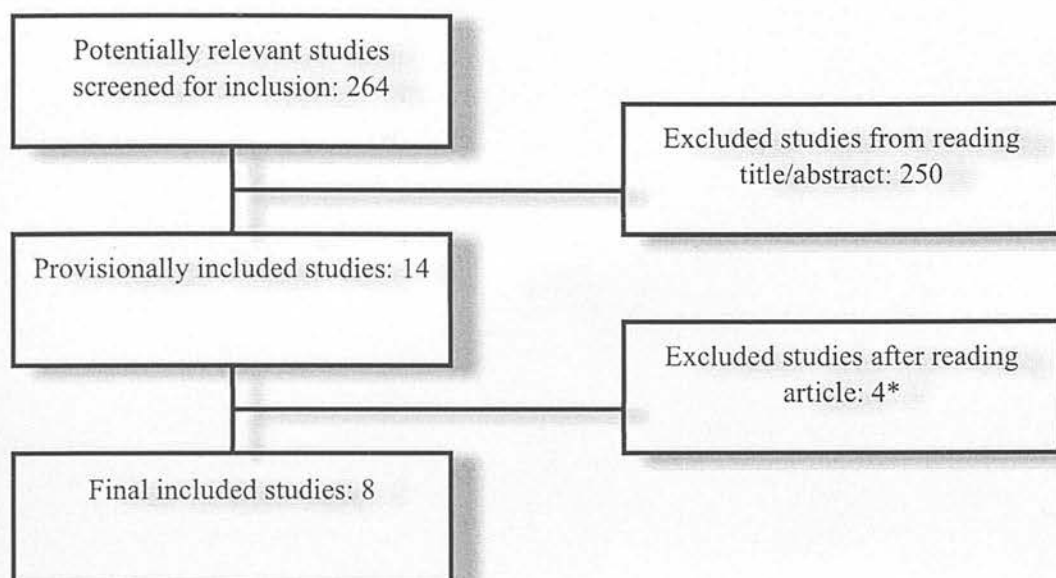 Potentially relevant studies
screened for inclusion: 264
Excluded studies from reading
title/abstract: 250
Provisionally included studies: 14
Excluded studies after reading
article: 4*
Final included studies: 8